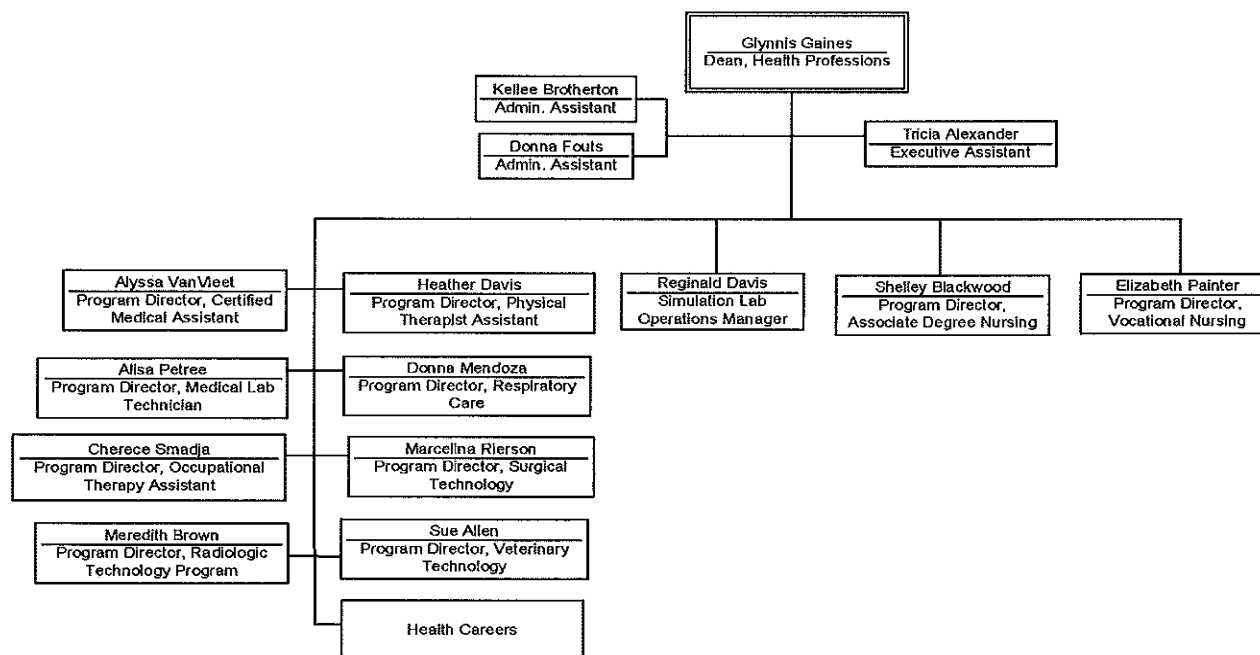 Glynnis Gaines
Dean, Health Professions
Kellee Brotherton
Admin. Assistant
Donna Fouts
Admin. Assistant
Tricia Alexander
Executive Assistant
Alyssa VanVleet
Program Director, Certified
Medical Assistant
Heather Davis
Program Director, Physical
Therapist Assistant
Reginald Davis
Simulation Lab
Operations Manager
Shelley Blackwood
Program Director,
Associate Degree Nursing
Elizabeth Painter
Program Director,
Vocational Nursing
Alisa Petree
Program Director, Medical Lab
Technician
Donna Mendoza
Program Director, Respiratory
Care
Cherece Smadja
Program Director, Occupational
Therapy Assistant
Marcelina Rierson
Program Director, Surgical
Technology
Meredith Brown
Program Director, Radiologic
Technology Program
Sue Allen
Program Director, Veterinary
Technology
Health Careers